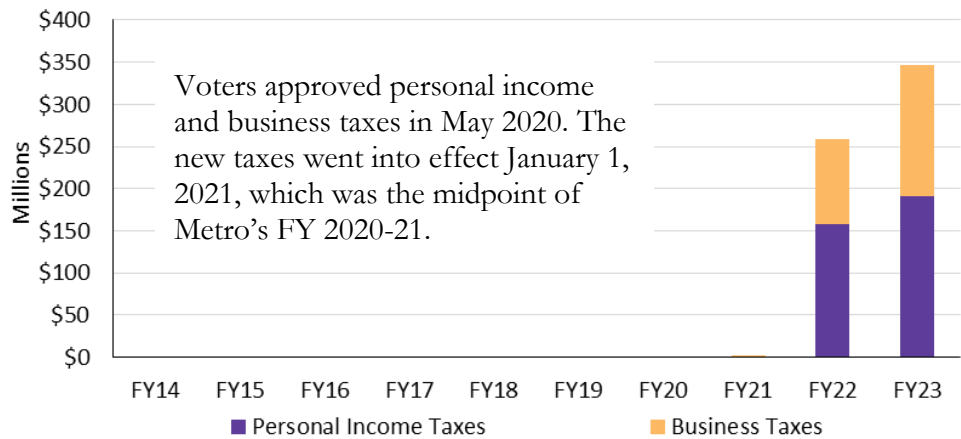 $400
$350
$300
$250
$200
$150
$100
$50
$0
Millions
Voters approved personal income
and business taxes in May 2020. The
new taxes went into effect January 1,
2021, which was the midpoint of
Metro's FY 2020-21.
FY14 FY15 FY16 FY17 FY18 FY19 FY20 FY21 FY22 FY23
Personal Income Taxes Business Taxes